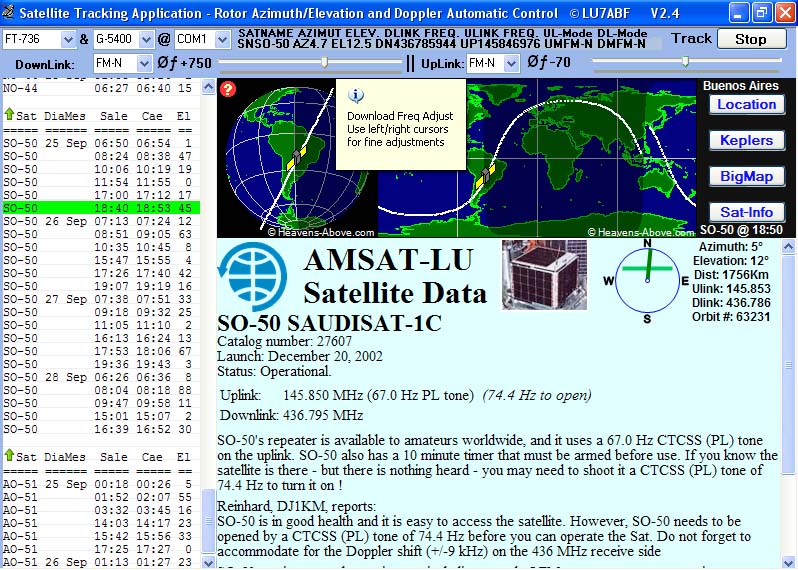 Satellite Tracking Application - Rotor Azimuth/Elevation and Doppler Automatic Control © LU7ABF V2.4
FT-736 & G-5400 @ COM1 SATNAME AZIMUT ELEV. DLINK FREQ. ULINK FREQ. UL-Mode DL-Mode Track Stop
SNSO-50 AZ4.7 EL12.5 DN436785944 UP145846976 UMFM-N DMFM-N
DownLink: FM-N Øf +750 || UpLink: FM-N Øf -70
NO-44 06:27 06:40 15
Sat DiaMes Sale Cae El
===== ====== ===== ===== ==
SO-50 25 Sep 06:50 06:54 1
SO-50 08:24 08:38 47
SO-50 10:06 10:19 19
SO-50 11:54 11:55 0
SO-50 17:00 17:12 17
SO-50 18:40 18:53 45
SO-50 26 Sep 07:13 07:24 12
SO-50 08:51 09:05 63
SO-50 10:35 10:45 8
SO-50 15:47 15:55 4
SO-50 17:26 17:40 42
SO-50 19:07 19:19 16
SO-50 27 Sep 07:38 07:51 33
SO-50 09:18 09:32 25
SO-50 11:05 11:10 2
SO-50 16:13 16:24 13
SO-50 17:53 18:06 67
SO-50 19:36 19:43 3
SO-50 28 Sep 06:26 06:36 8
SO-50 08:04 08:18 88
SO-50 09:47 09:58 11
SO-50 15:01 15:07 2
SO-50 16:39 16:52 30
Sat DiaMes Sale Cae El
===== ====== ===== ===== ==
AO-51 25 Sep 00:18 00:26 5
AO-51 01:52 02:07 55
AO-51 03:32 03:45 16
AO-51 14:03 14:17 23
AO-51 15:42 15:56 33
AO-51 17:25 17:27 0
AO-51 26 Sep 01:13 01:27 23
?
Download Freq Adjust
Use left/right cursors
for fine adjustments
© Heavens-Above.com
© Heavens-Above.com
Buenos Aires
Location
Keplers
BigMap
Sat-Info
SO-50 @ 18:50
AMSAT-LU
Satellite Data
N
W E
S
Azimuth: 5°
Elevation: 12°
Dist: 1756Km
Ulink: 145.853
Dlink: 436.786
Orbit #: 63231
SO-50 SAUDISAT-1C
Catalog number: 27607
Launch: December 20, 2002
Status: Operational.
Uplink: 145.850 MHz (67.0 Hz PL tone) (74.4 Hz to open)
Downlink: 436.795 MHz
SO-50's repeater is available to amateurs worldwide, and it uses a 67.0 Hz CTCSS (PL) tone
on the uplink. SO-50 also has a 10 minute timer that must be armed before use. If you know the
satellite is there - but there is nothing heard - you may need to shoot it a CTCSS (PL) tone of
74.4 Hz to turn it on !
Reinhard, DJ1KM, reports:
SO-50 is in good health and it is easy to access the satellite. However, SO-50 needs to be
opened by a CTCSS (PL) tone of 74.4 Hz before you can operate the Sat. Do not forget to
accommodate for the Doppler shift (+/-9 kHz) on the 436 MHz receive side